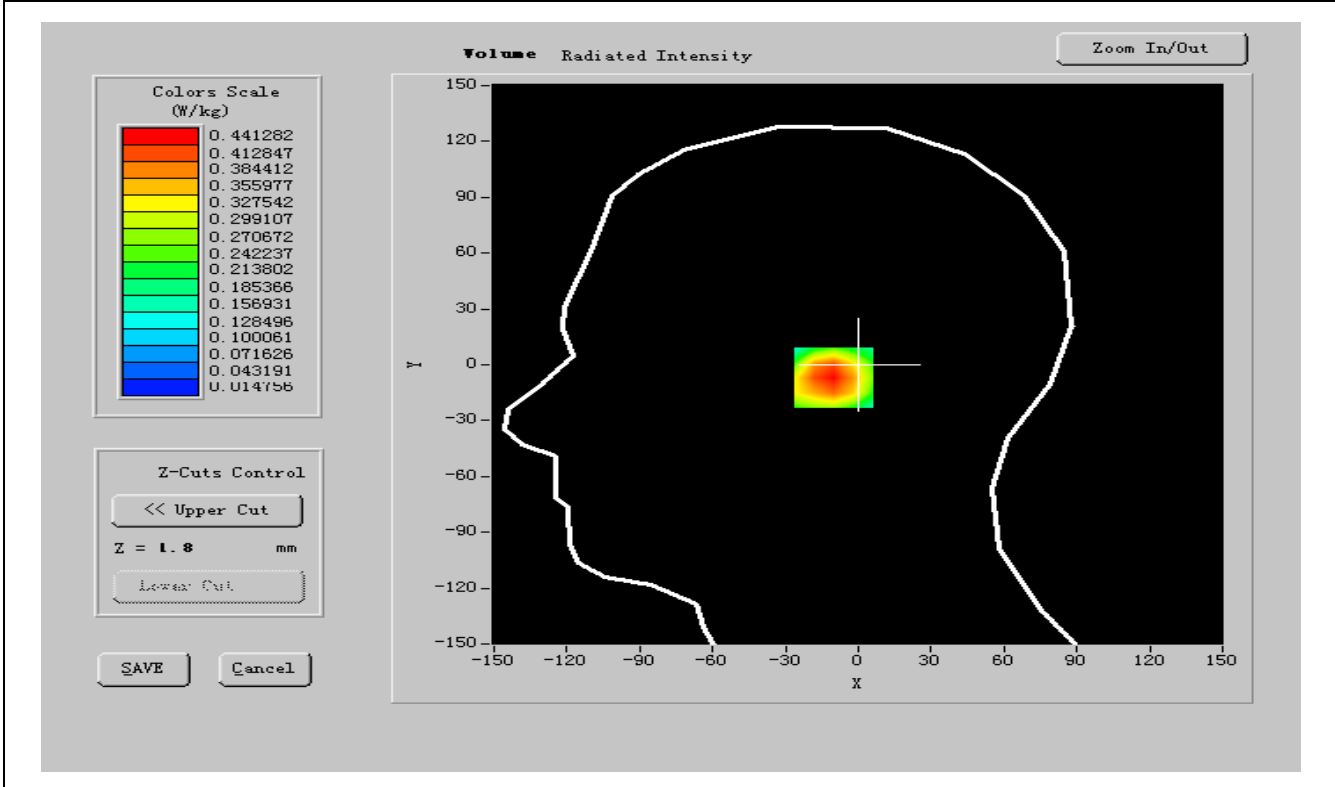 Volume Radiated Intensity
Zoom In/Out
Colors Scale
(W/kg)
0.441282
0.412847
0.384412
0.355977
0.327542
0.299107
0.270672
0.242237
0.213802
0.185366
0.156931
0.128496
0.100061
0.071626
0.043191
0.014756
Z-Cuts Control
<< Upper Cut
Z = 1.8 mm
Lower Cut
SAVE
Cancel
150
120
90
60
30
0
-30
-60
-90
-120
-150
Y
-150 -120 -90 -60 -30 0 30 60 90 120 150
X